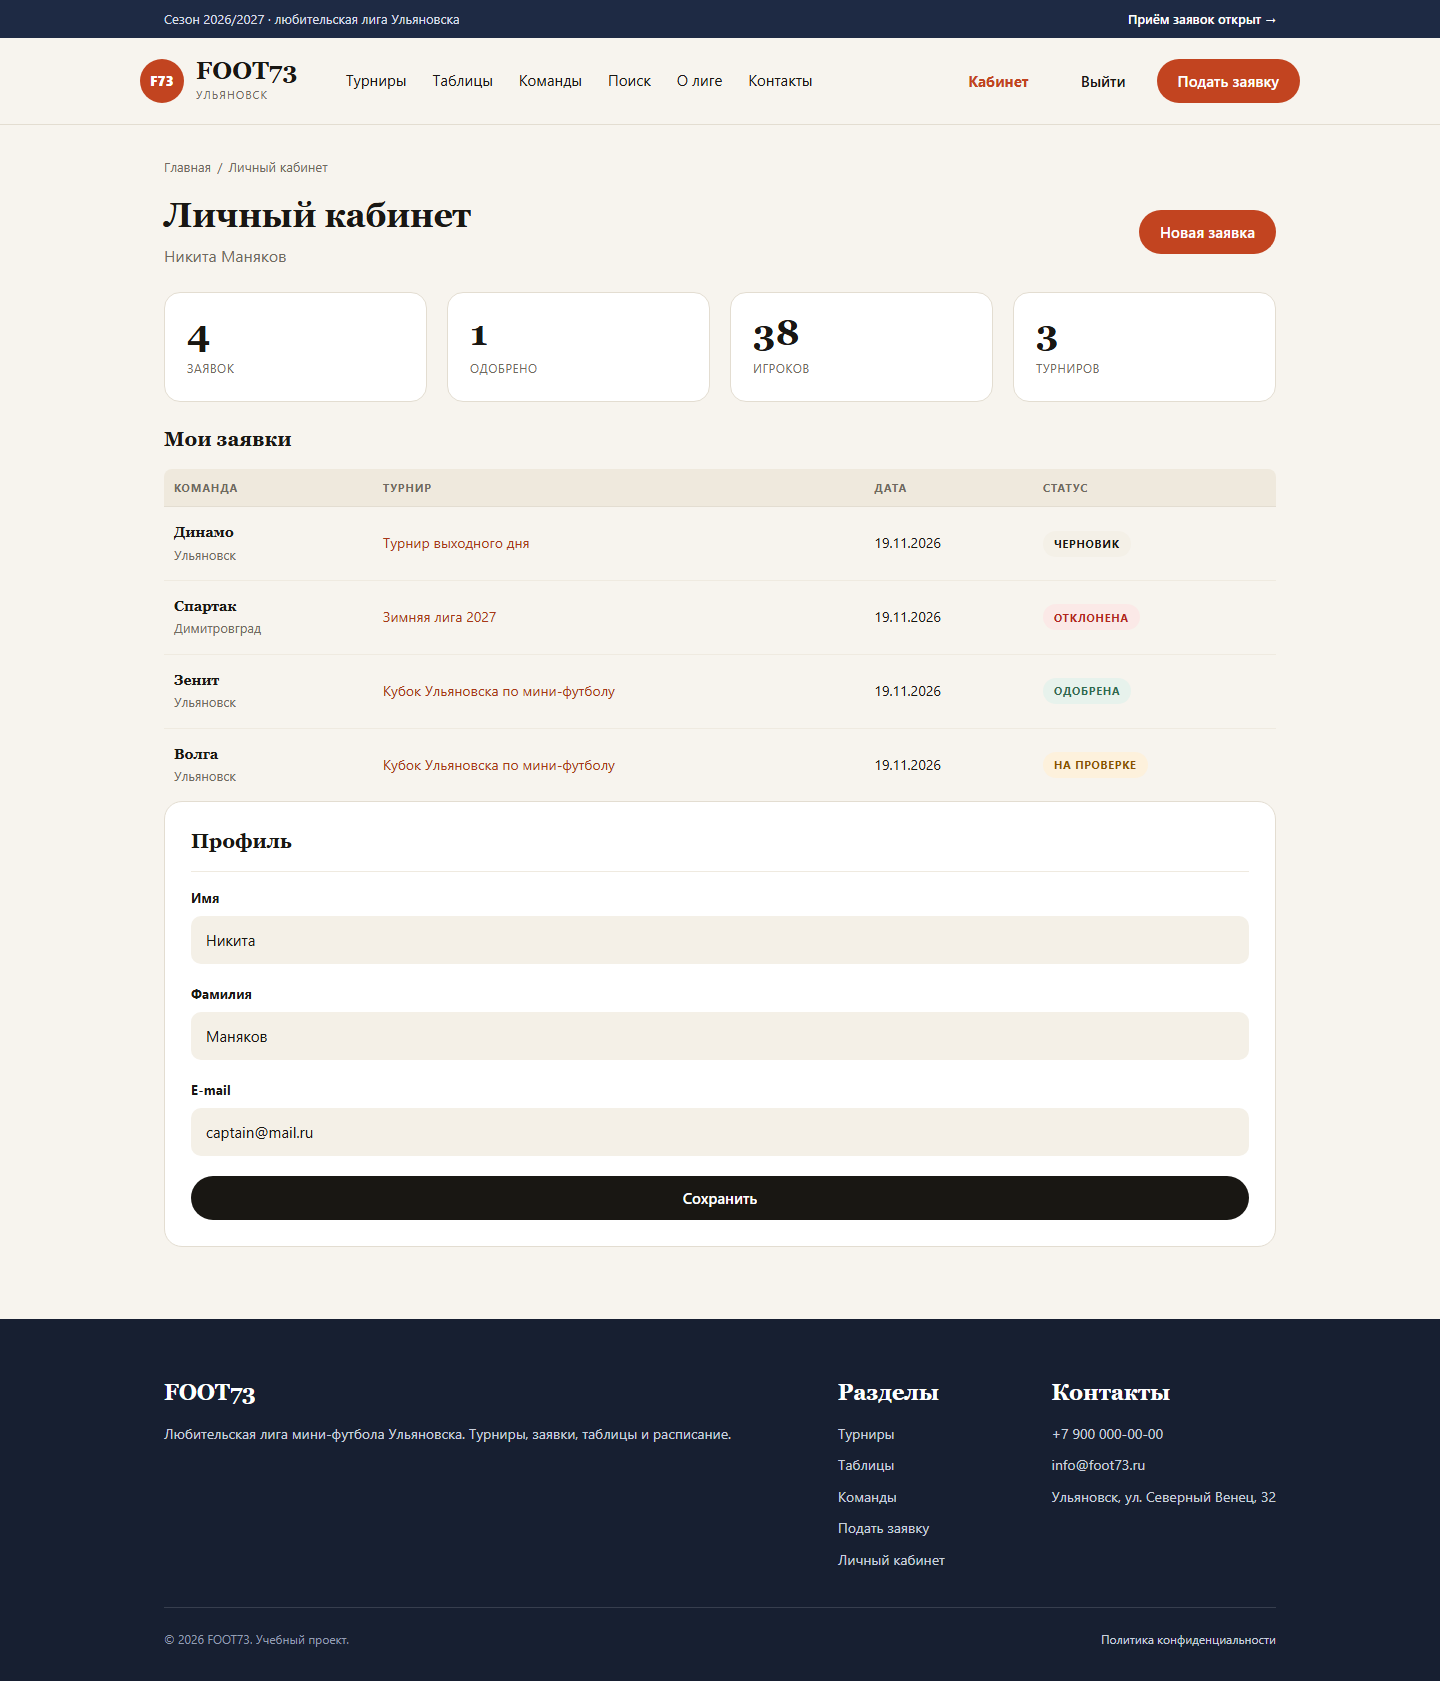 Сезон 2026/2027 · любительская лига Ульяновска
Приём заявок открыт →
F73
FOOT73
УЛЬЯНОВСК
Турниры
Таблицы
Команды
Поиск
О лиге
Контакты
Кабинет
Выйти
Подать заявку
Главная / Личный кабинет
Личный кабинет
Никита Маняков
Новая заявка
4
ЗАЯВОК
1
ОДОБРЕНО
38
ИГРОКОВ
3
ТУРНИРОВ
Мои заявки
КОМАНДА ТУРНИР ДАТА СТАТУС
Динамо
Ульяновск
Турнир выходного дня
19.11.2026
ЧЕРНОВИК
Спартак
Димитровград
Зимняя лига 2027
19.11.2026
ОТКЛОНЕНА
Зенит
Ульяновск
Кубок Ульяновска по мини-футболу
19.11.2026
ОДОБРЕНА
Волга
Ульяновск
Кубок Ульяновска по мини-футболу
19.11.2026
НА ПРОВЕРКЕ
Профиль
Имя
Никита
Фамилия
Маняков
E-mail
captain@mail.ru
Сохранить
FOOT73
Любительская лига мини-футбола Ульяновска. Турниры, заявки, таблицы и расписание.
Разделы
Турниры
Таблицы
Команды
Подать заявку
Личный кабинет
Контакты
+7 900 000-00-00
info@foot73.ru
Ульяновск, ул. Северный Венец, 32
© 2026 FOOT73. Учебный проект.
Политика конфиденциальности